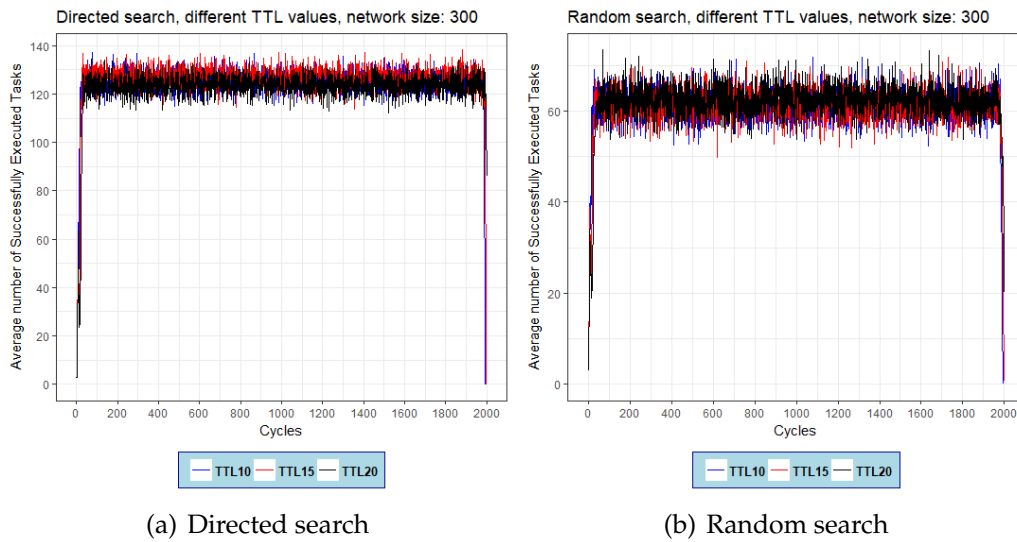 Directed search, different TTL values, network size: 300
Average number of Successfully Executed Tasks
140
120
100
80
60
40
20
0
0 200 400 600 800 1000 1200 1400 1600 1800 2000
Cycles
TTL10 TTL15 TTL20
(a) Directed search
Random search, different TTL values, network size: 300
Average number of Successfully Executed Tasks
60
40
20
0
0 200 400 600 800 1000 1200 1400 1600 1800 2000
Cycles
TTL10 TTL15 TTL20
(b) Random search